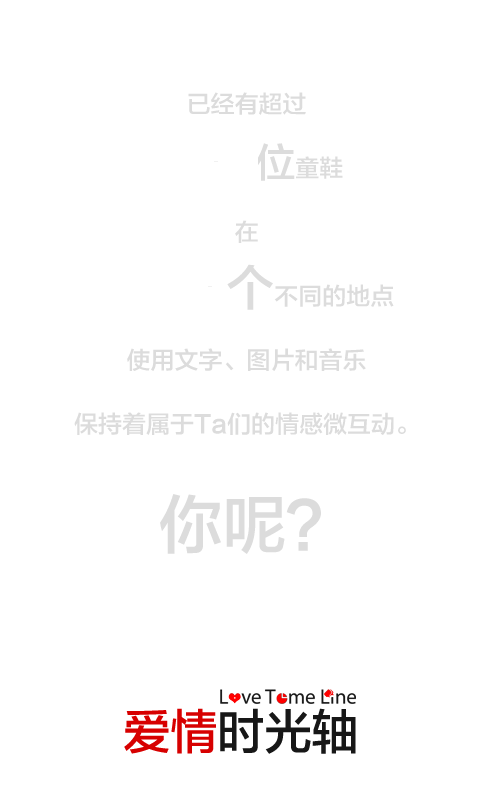 已经有超过
位童鞋
在
个不同的地点
使用文字、图片和音乐
保持着属于Ta们的情感微互动。
你呢?
Love Tome Line
爱情时光轴